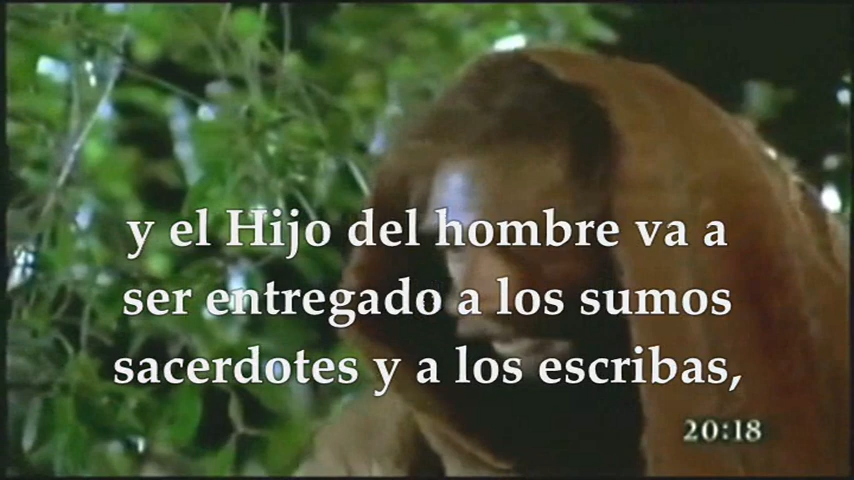 y el Hijo del hombre va a
ser entregado a los sumos
sacerdotes y a los escribas,
20:18